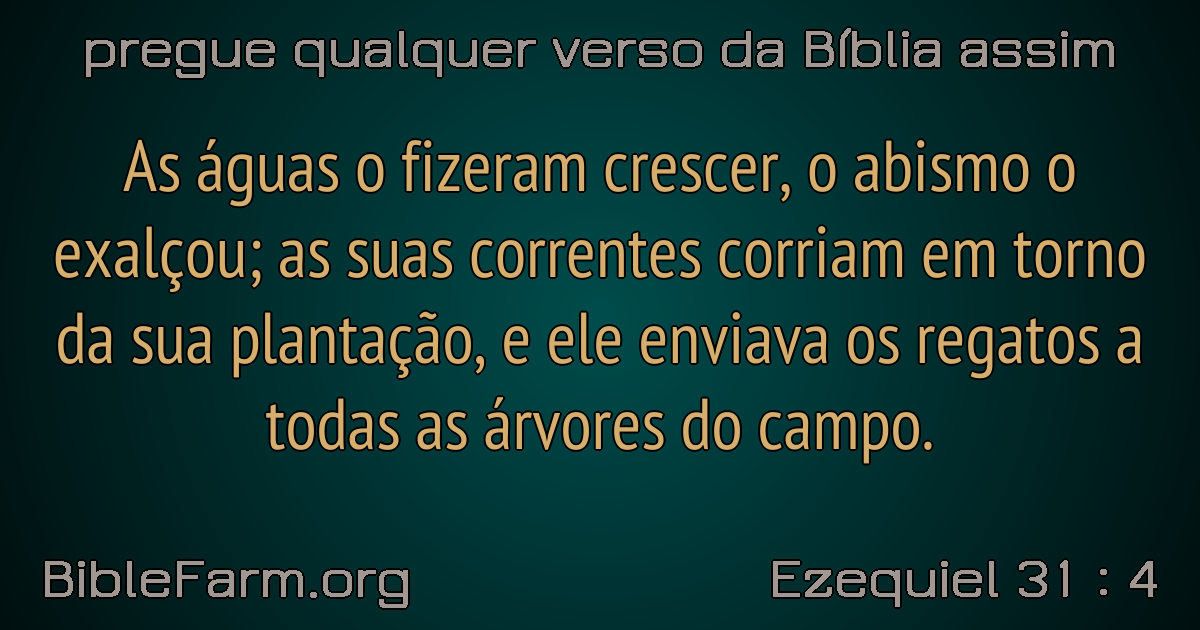 pregue qualquer verso da Bíblia assim
As águas o fizeram crescer, o abismo o
exalçou; as suas correntes corriam em torno
da sua plantação, e ele enviava os regatos a
todas as árvores do campo.
BibleFarm.org
Ezequiel 31 : 4